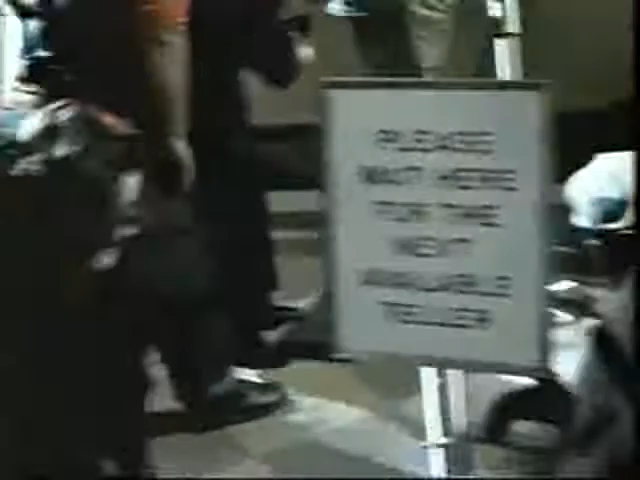 PLEASE
WAIT HERE
FOR THE
NEXT
AVAILABLE
TELLER